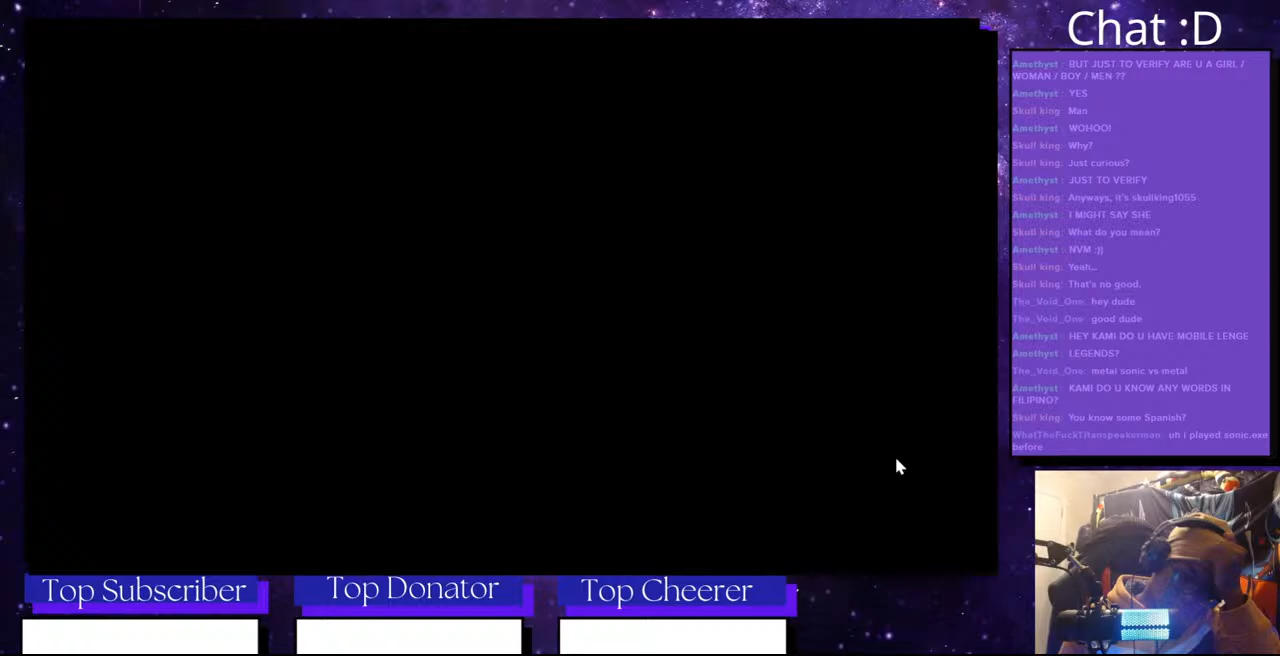 Chat :D
Amethyst : BUT JUST TO VERIFY ARE U A GIRL /
WOMAN / BOY / MEN ??
Amethyst : YES
Skull king: Man
Amethyst : WOHOO!
Skull king: Why?
Skull king: Just curious?
Amethyst : JUST TO VERIFY
Skull king: Anyways, it's skullking1055
Amethyst : I MIGHT SAY SHE
Skull king: What do you mean?
Amethyst : NVM :))
Skull king: Yeah...
Skull king: That's no good.
The_Void_One: hey dude
The_Void_One: good dude
Amethyst : HEY KAMI DO U HAVE MOBILE LENGE
Amethyst : LEGENDS?
The_Void_One: metal sonic vs metal
Amethyst : KAMI DO U KNOW ANY WORDS IN
FILIPINO?
Skull king: You know some Spanish?
WhatTheFuckTitanspeakerman: uh i played sonic.exe
before
Top Subscriber
Top Donator
Top Cheerer